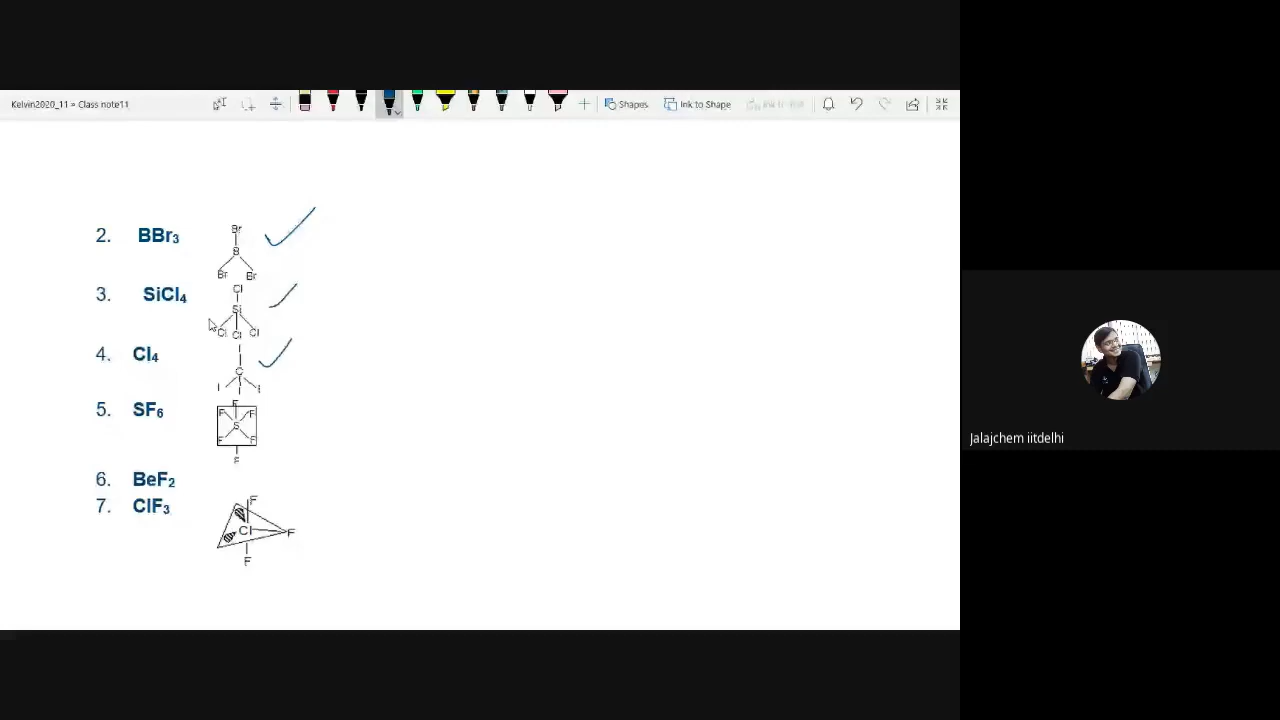 Kelvin2020_11 » Class note11
Shapes
Ink to Shape
2. BBr₃
Br
B
Br Br
3. SiCl₄
Cl
Si
Cl Cl Cl
4. CI₄
I
C
I I I
5. SF₆
F
F F
S
F F
F
6. BeF₂
7. ClF₃
F
Cl F
F
Jalajchem iitdelhi